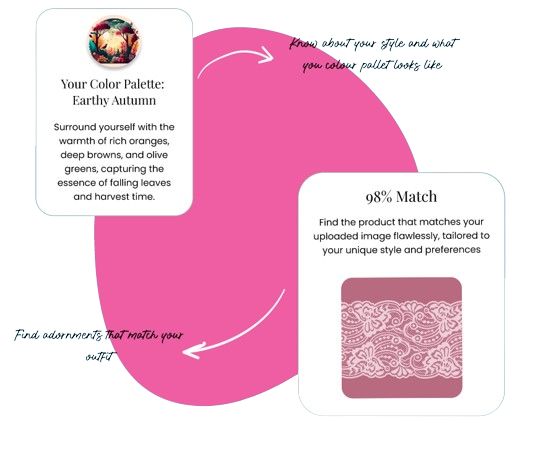 Know about your style and what
you colour pallet looks like
Your Color Palette:
Earthy Autumn
Surround yourself with the
warmth of rich oranges,
deep browns, and olive
greens, capturing the
essence of falling leaves
and harvest time.
98% Match
Find the product that matches your
uploaded image flawlessly, tailored to
your unique style and preferences
Find adornments that match your
outfit